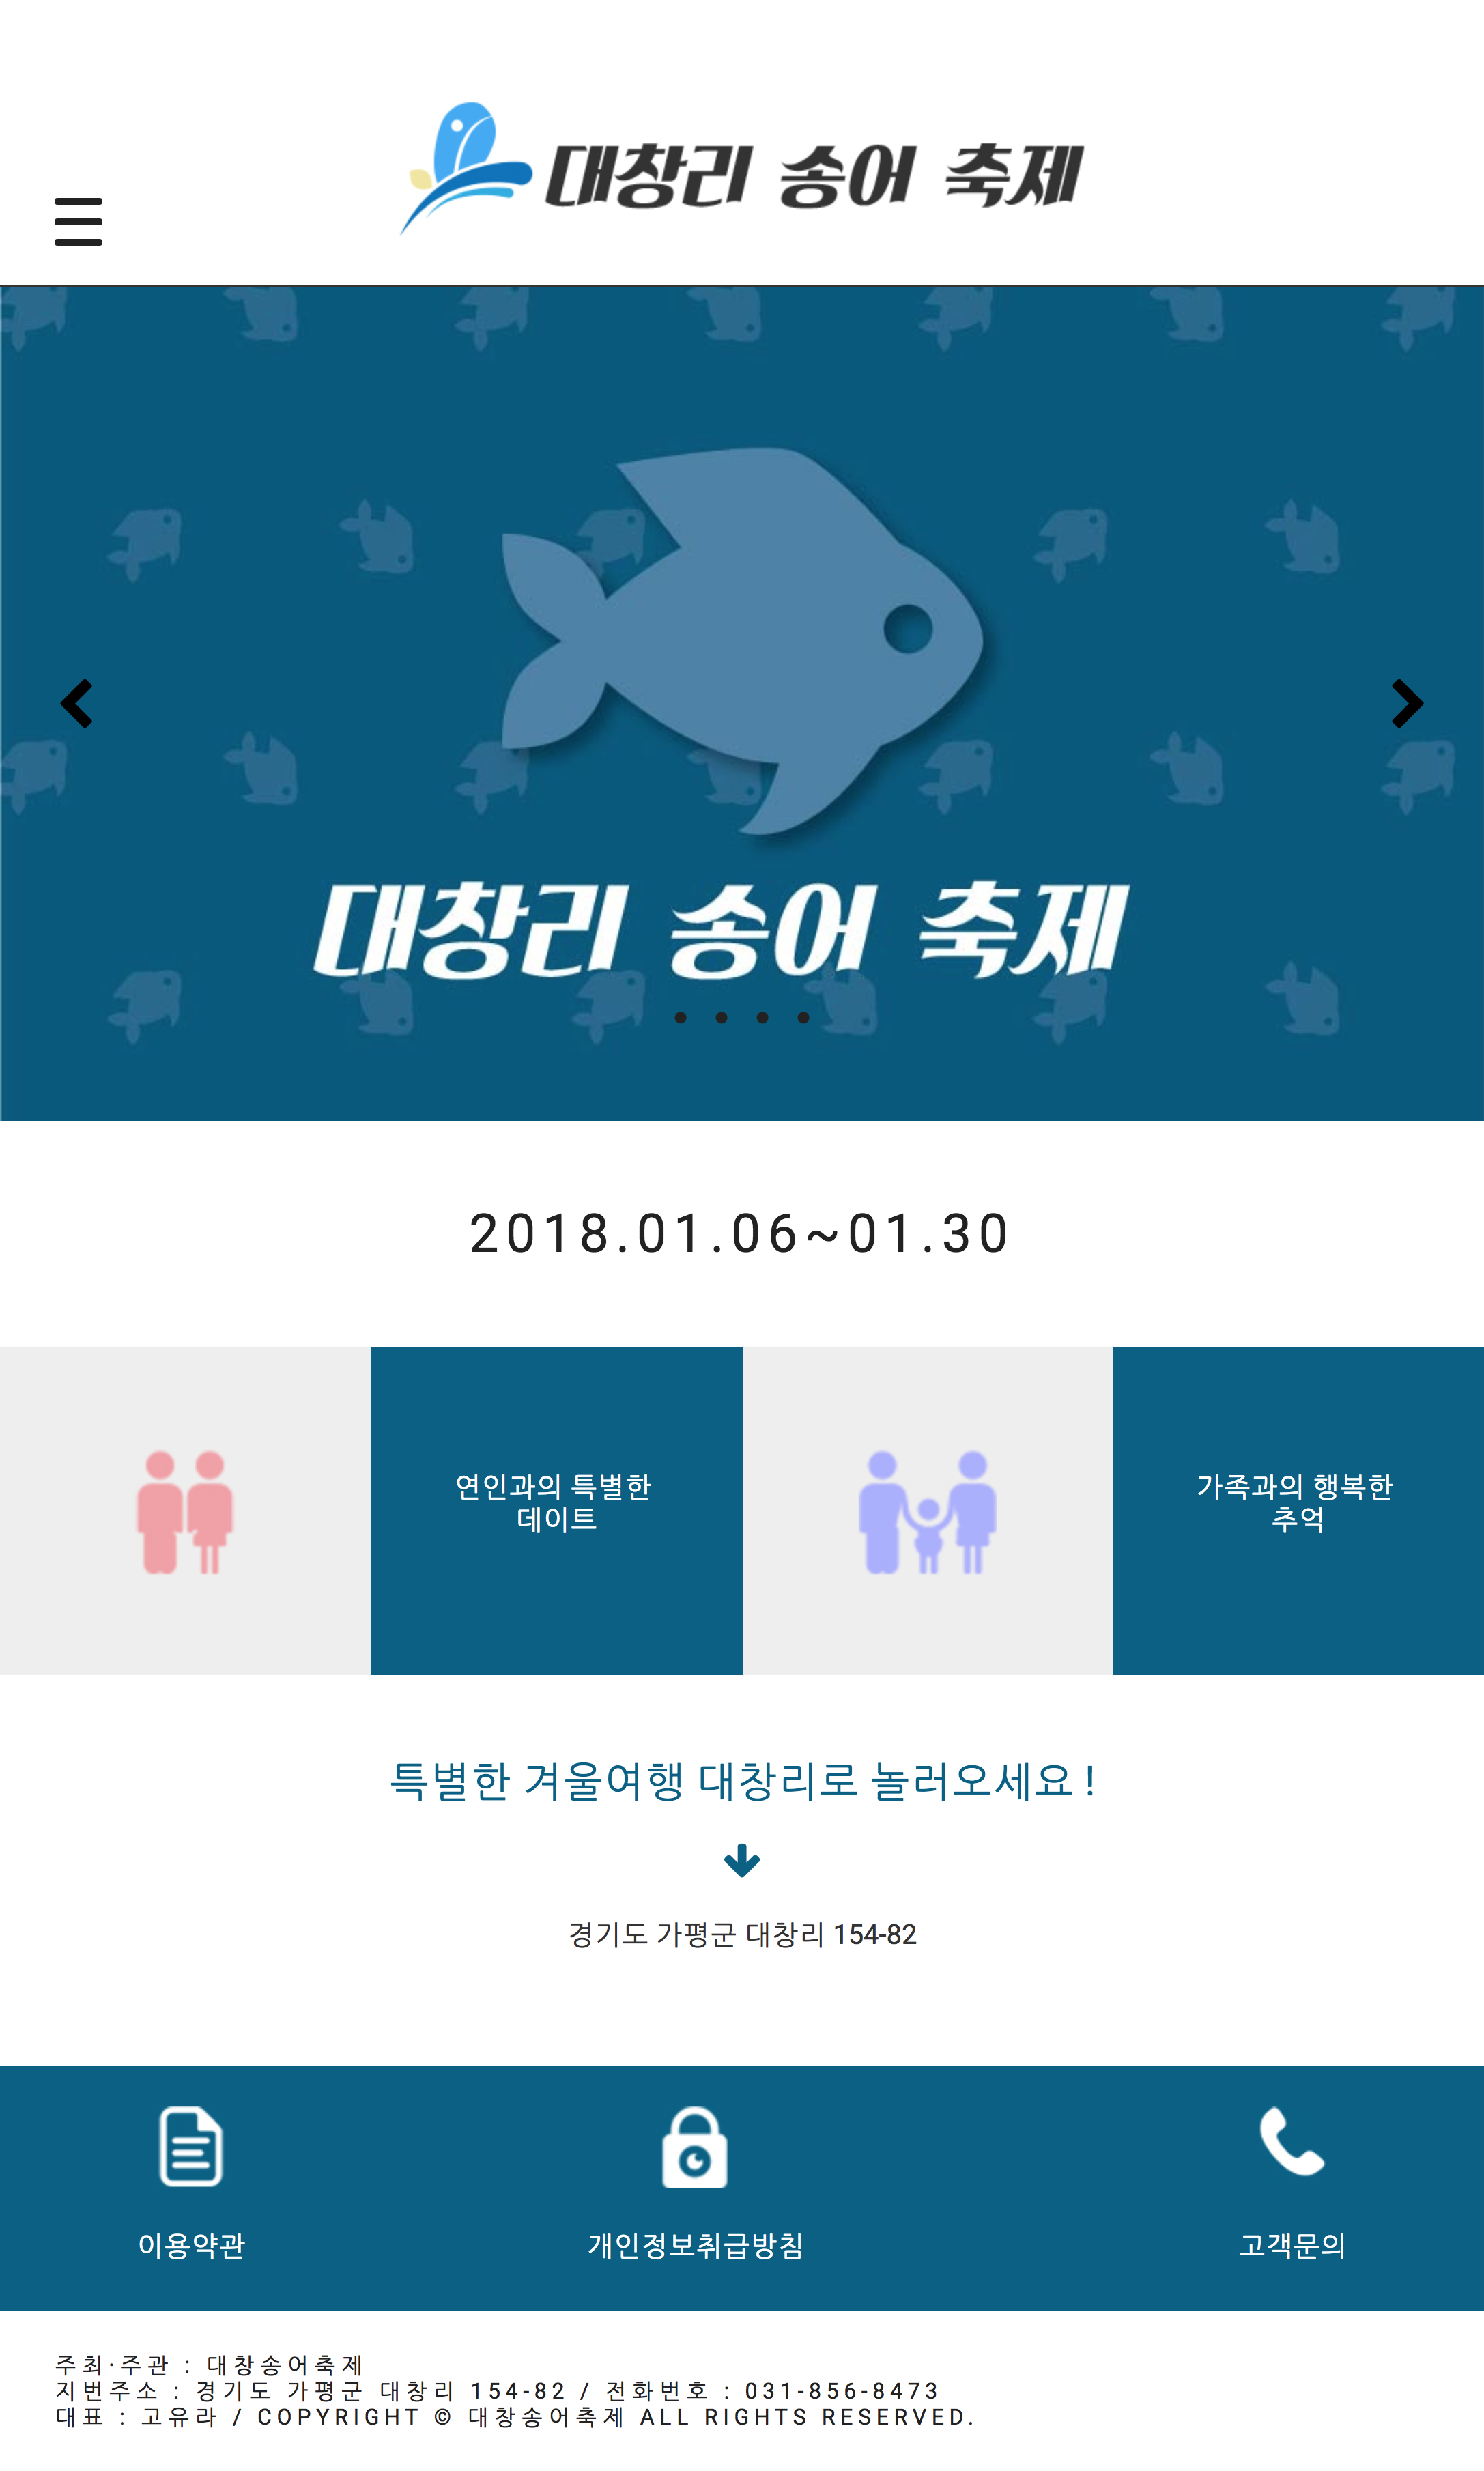 대창리 송어 축제
대창리 송어 축제
2018.01.06~01.30
연인과의 특별한
데이트
가족과의 행복한
추억
특별한 겨울여행 대창리로 놀러오세요 !
경기도 가평군 대창리 154-82
이용약관
개인정보취급방침
고객문의
주최·주관 : 대창송어축제
지번주소 : 경기도 가평군 대창리 154-82 / 전화번호 : 031-856-8473
대표 : 고유라 / COPYRIGHT © 대창송어축제 ALL RIGHTS RESERVED.